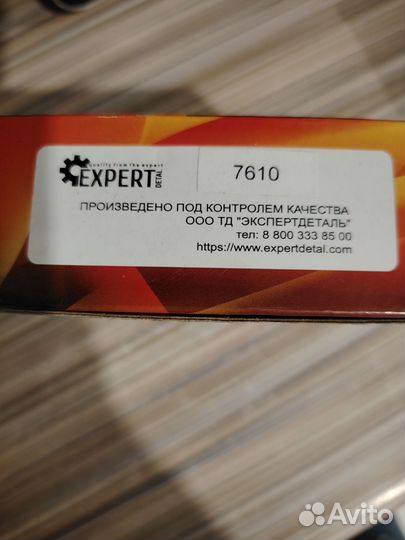 quality from the expert
EXPERT DETAL
7610
ПРОИЗВЕДЕНО ПОД КОНТРОЛЕМ КАЧЕСТВА
ООО ТД "ЭКСПЕРТДЕТАЛЬ"
тел: 8 800 333 85 00
https://www.expertdetal.com
Avito